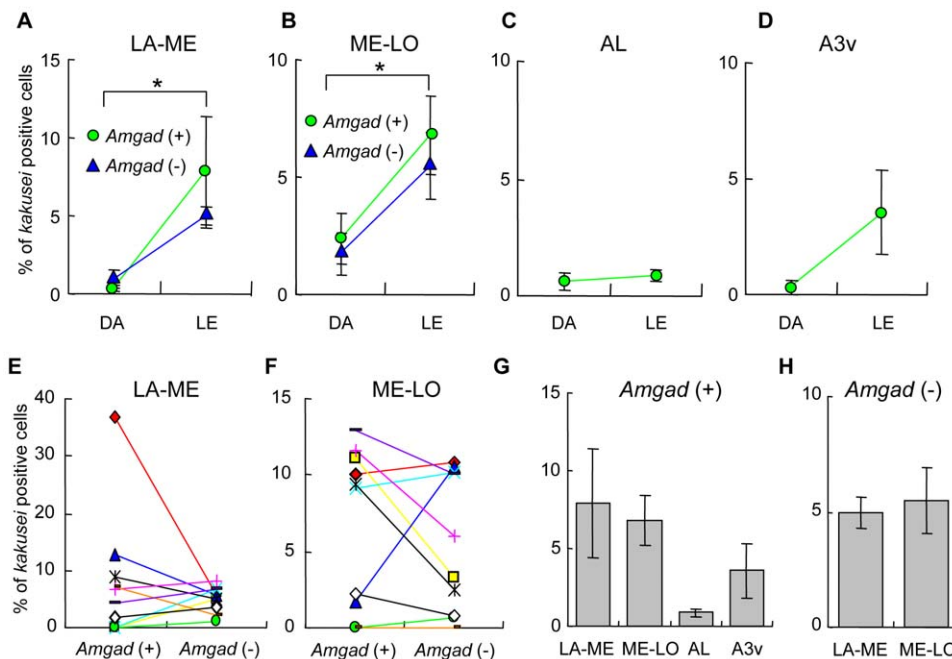 A
LA-ME
% of kakusei positive cells
15
10
5
0
*
Amgad (+)
Amgad (-)
DA
LE
B
ME-LO
10
5
0
*
Amgad (+)
Amgad (-)
DA
LE
C
AL
10
5
0
DA
LE
D
A3v
10
5
0
DA
LE
E
LA-ME
% of kakusei positive cells
40
30
20
10
0
Amgad (+)
Amgad (-)
F
ME-LO
15
10
5
0
Amgad (+)
Amgad (-)
G
Amgad (+)
15
10
5
0
LA-ME
ME-LO
AL
A3v
H
Amgad (-)
10
5
0
LA-ME
ME-LO